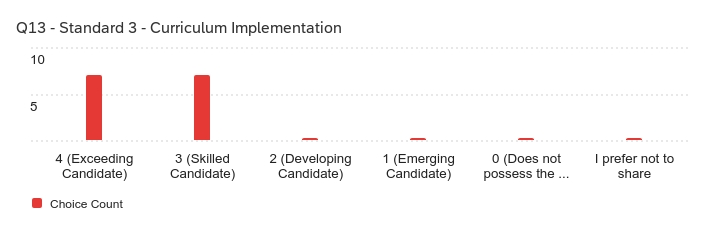 Q13 - Standard 3 - Curriculum Implementation
10
5
4 (Exceeding Candidate)
3 (Skilled Candidate)
2 (Developing Candidate)
1 (Emerging Candidate)
0 (Does not possess the ...
I prefer not to share
Choice Count